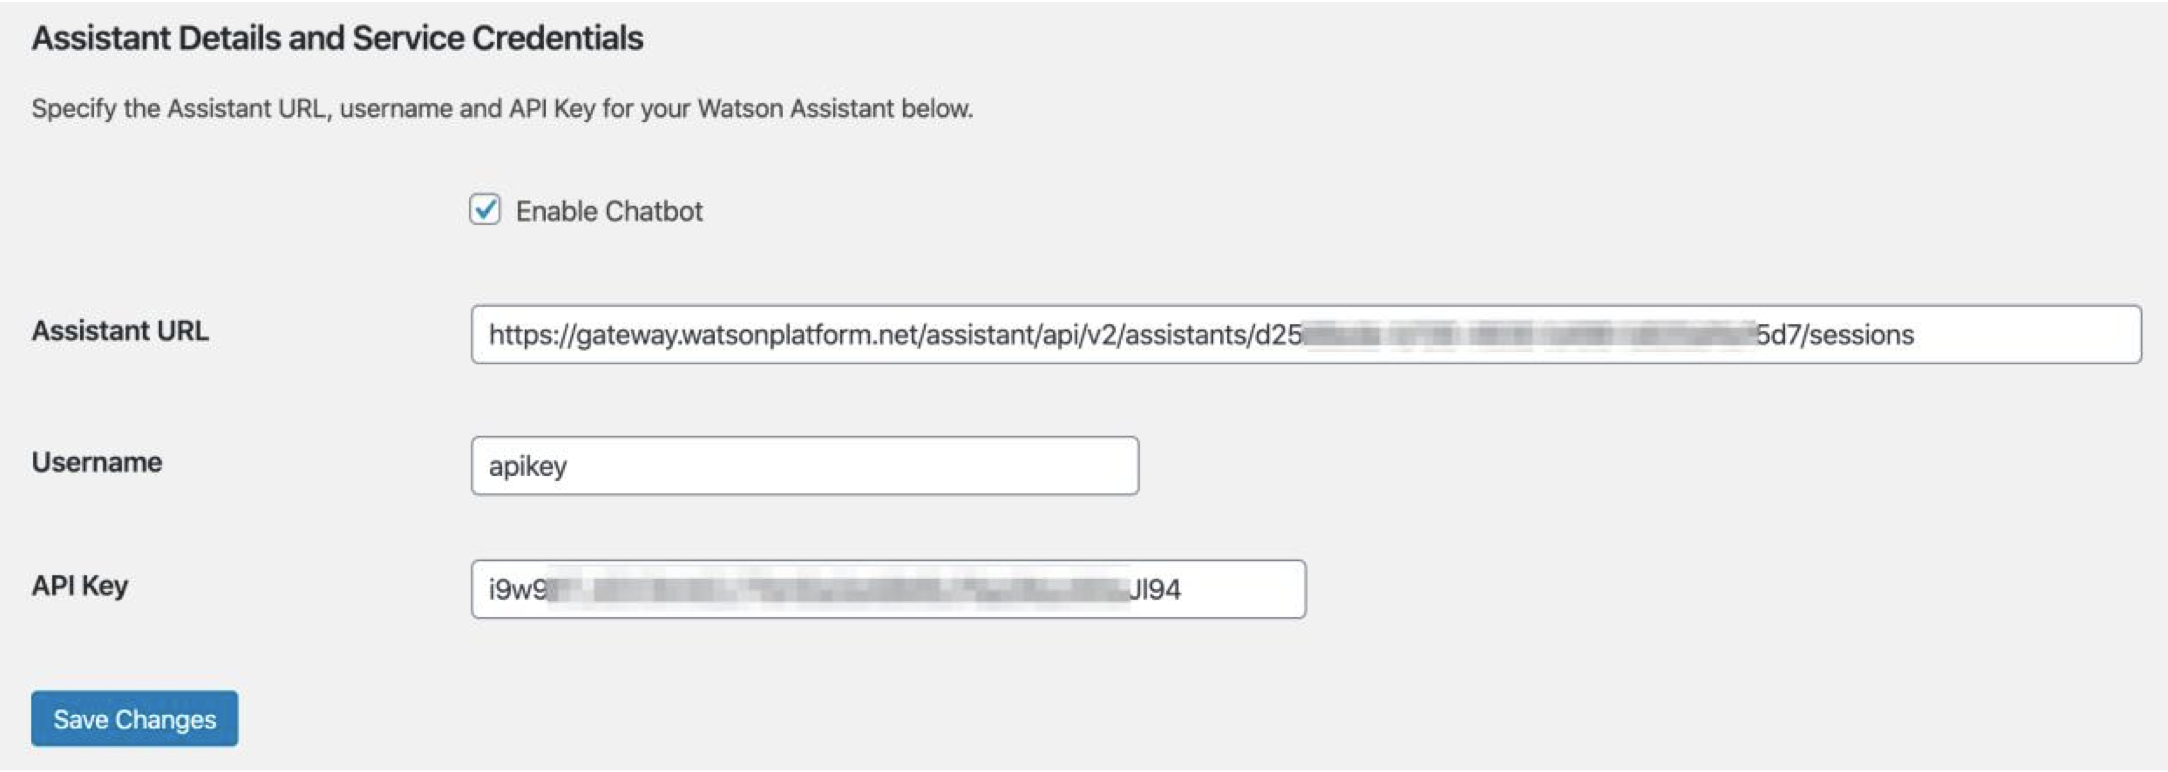 Assistant Details and Service Credentials
Specify the Assistant URL, username and API Key for your Watson Assistant below.
Enable Chatbot
Assistant URL
https://gateway.watsonplatform.net/assistant/api/v2/assistants/d25 5d7/sessions
Username
apikey
API Key
i9w9 Jl94
Save Changes